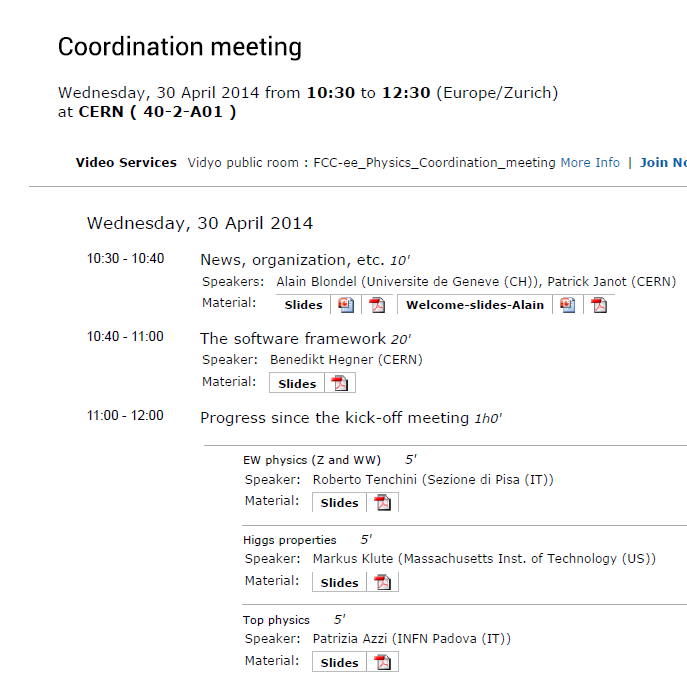 Coordination meeting
Wednesday, 30 April 2014 from 10:30 to 12:30 (Europe/Zurich)
at CERN ( 40-2-A01 )
Video Services Vidyo public room : FCC-ee_Physics_Coordination_meeting More Info | Join
Wednesday, 30 April 2014
10:30 - 10:40 News, organization, etc. 10'
Speakers: Alain Blondel (Universite de Geneve (CH)), Patrick Janot (CERN)
Material: Slides Welcome-slides-Alain
10:40 - 11:00 The software framework 20'
Speaker: Benedikt Hegner (CERN)
Material: Slides
11:00 - 12:00 Progress since the kick-off meeting 1h0'
EW physics (Z and WW) 5'
Speaker: Roberto Tenchini (Sezione di Pisa (IT))
Material: Slides
Higgs properties 5'
Speaker: Markus Klute (Massachusetts Inst. of Technology (US))
Material: Slides
Top physics 5'
Speaker: Patrizia Azzi (INFN Padova (IT))
Material: Slides